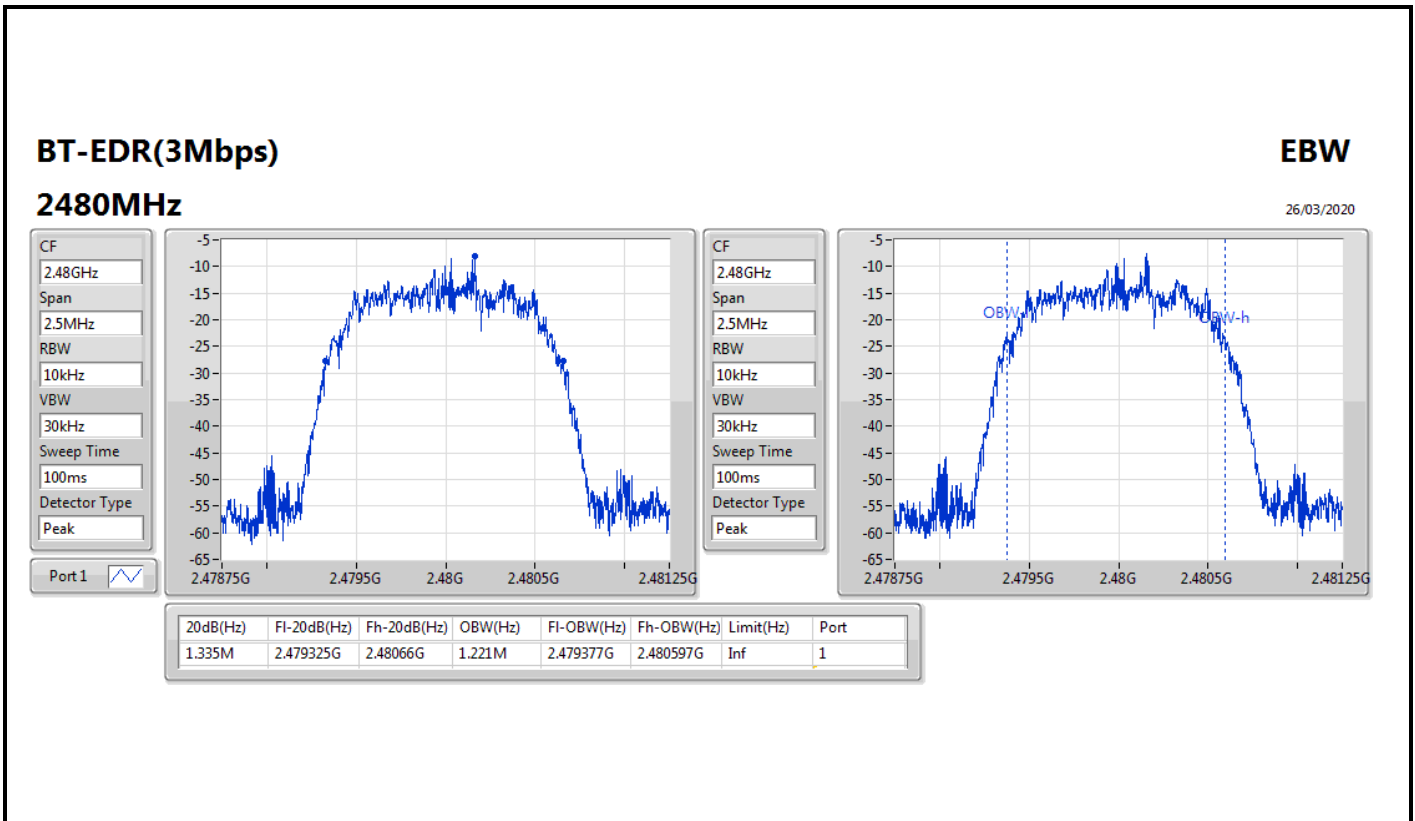 BT-EDR(3Mbps)
EBW
2480MHz
26/03/2020
CF
2.48GHz
Span
2.5MHz
RBW
10kHz
VBW
30kHz
Sweep Time
100ms
Detector Type
Peak
Port 1
-5
-10
-15
-20
-25
-30
-35
-40
-45
-50
-55
-60
-65
2.47875G 2.4795G 2.48G 2.4805G 2.48125G
CF
2.48GHz
Span
2.5MHz
RBW
10kHz
VBW
30kHz
Sweep Time
100ms
Detector Type
Peak
-5
-10
-15
-20
-25
-30
-35
-40
-45
-50
-55
-60
-65
OBW
OBW-h
2.47875G 2.4795G 2.48G 2.4805G 2.48125G
20dB(Hz) Fl-20dB(Hz) Fh-20dB(Hz) OBW(Hz) Fl-OBW(Hz) Fh-OBW(Hz) Limit(Hz) Port
1.335M 2.479325G 2.48066G 1.221M 2.479377G 2.480597G Inf 1